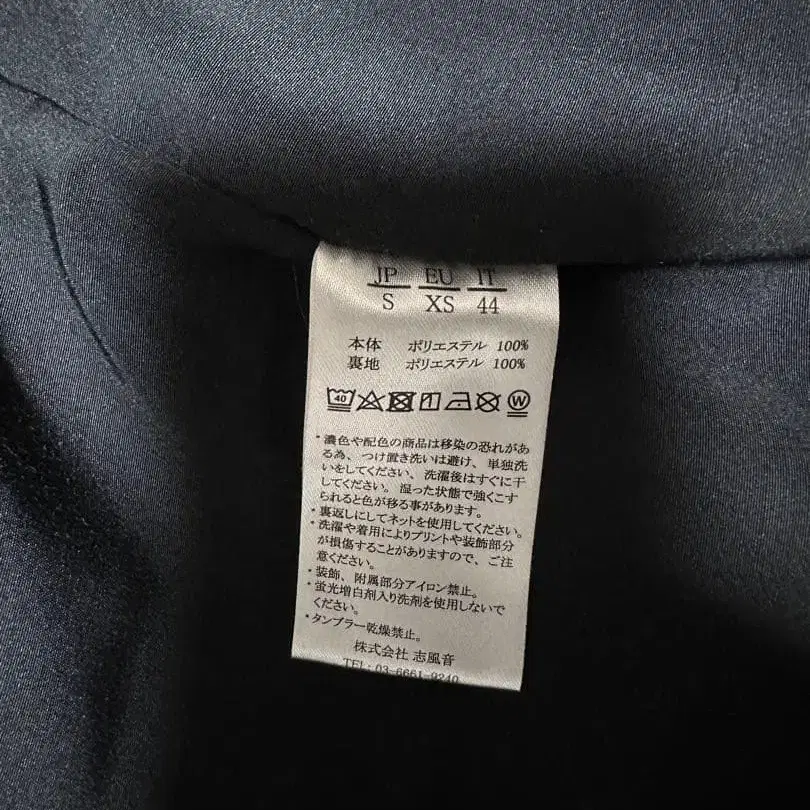 JP EU IT
S XS 44
本体 ポリエステル 100%
裏地 ポリエステル 100%
40 W
・濃色や配色の商品は移染の恐れがあ
る為、つけ置き洗いは避け、単独洗
いをしてください、洗濯後はすぐに干
してください。湿った状態で強くこす
られると色が移る事があります。
・裏返しにしてネットを使用してください。
・洗濯や着用によりプリントや装飾部分
が損傷することがありますので、ご注
意ください。
・装飾、附属部分アイロン禁止。
・蛍光増白剤入り洗剤を使用しないで
ください。
・タンブラー乾燥禁止。
株式会社 志風音
TEL: 03-6661-9240